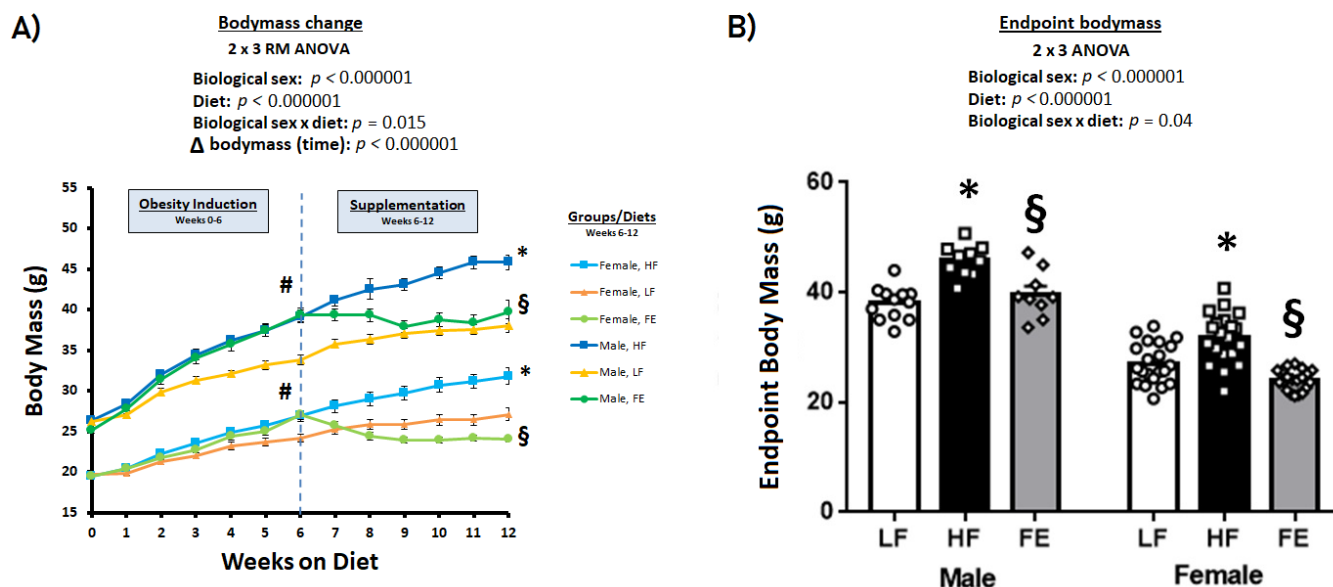 A)
Bodymass change
2 x 3 RM ANOVA
Biological sex: p < 0.000001
Diet: p < 0.000001
Biological sex x diet: p = 0.015
Δ bodymass (time): p < 0.000001
Body Mass (g)
55
50
45
40
35
30
25
20
15
Obesity Induction
Weeks 0-6
Supplementation
Weeks 6-12
#
#
*
§
*
§
0 1 2 3 4 5 6 7 8 9 10 11 12
Weeks on Diet
Groups/Diets
Weeks 6-12
Female, HF
Female, LF
Female, FE
Male, HF
Male, LF
Male, FE
B)
Endpoint bodymass
2 x 3 ANOVA
Biological sex: p < 0.000001
Diet: p < 0.000001
Biological sex x diet: p = 0.04
Endpoint Body Mass (g)
60
40
20
0
* § * §
LF HF FE LF HF FE
Male Female